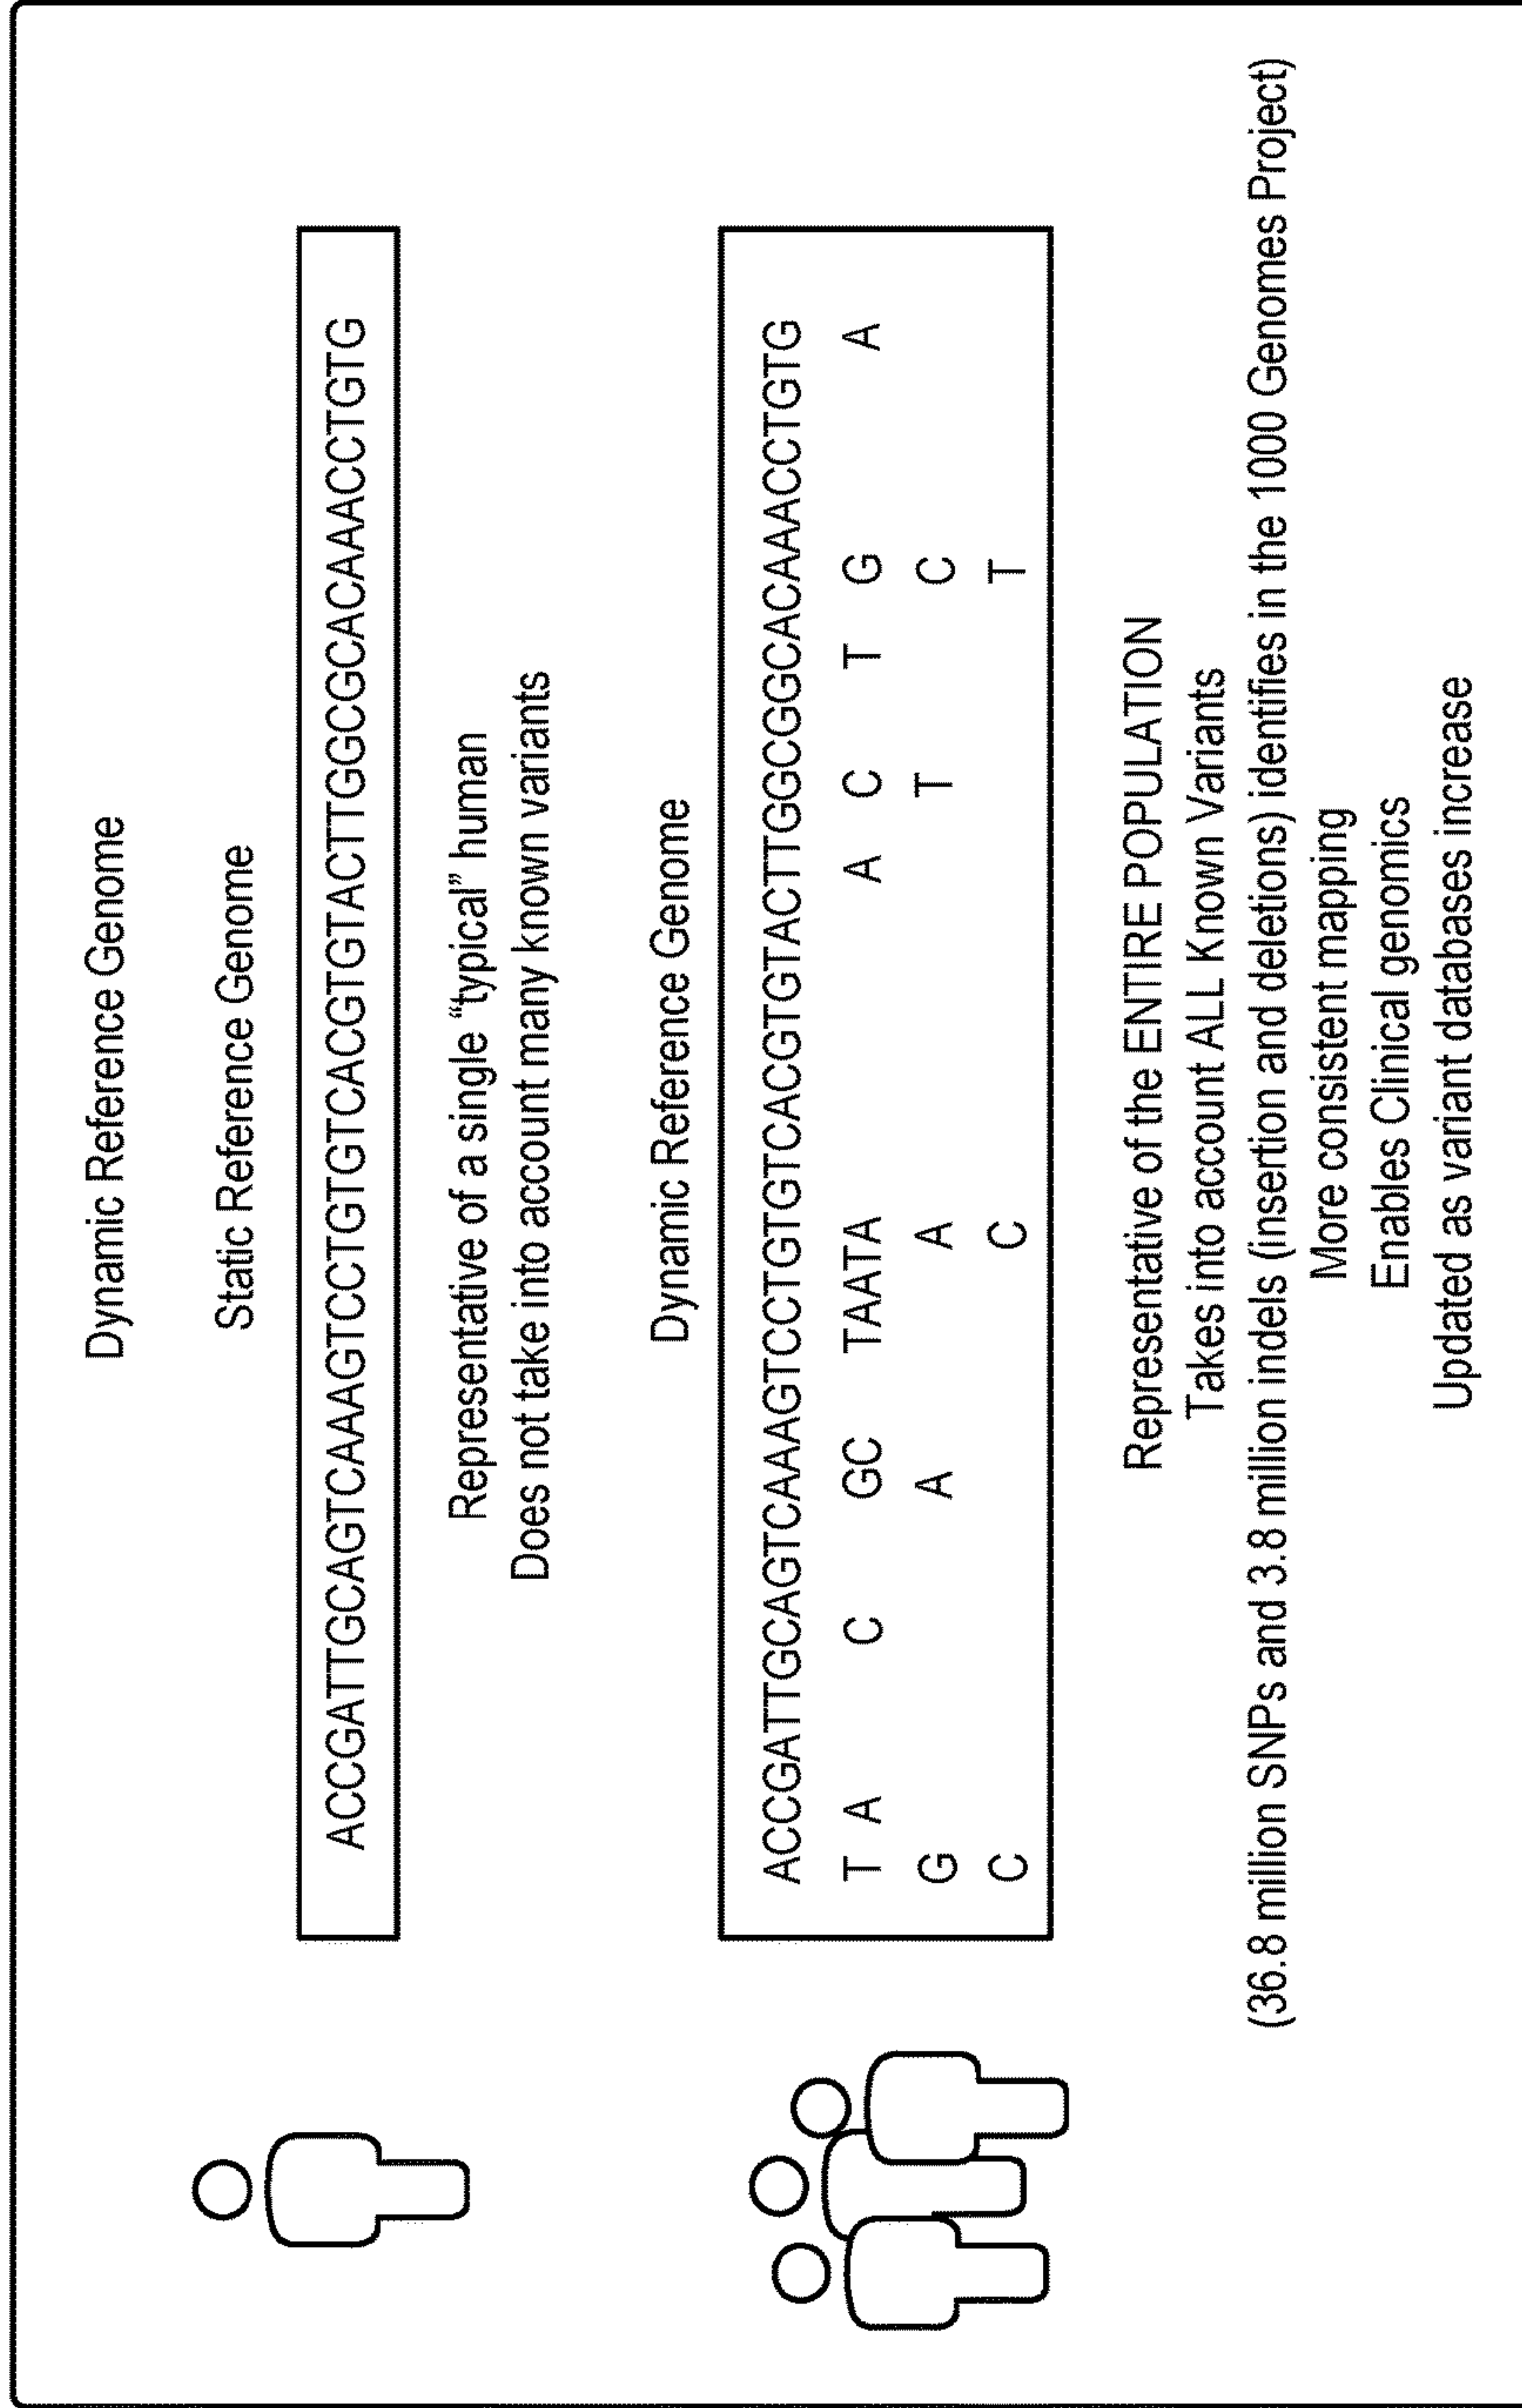 Dynamic Reference Genome
Static Reference Genome
ACCGATTGCAGTCAAAGTCCTGTGTCACGTGTACTTGGCGCACAAACCTGTG
Representative of a single “typical” human
Does not take into account many known variants
Dynamic Reference Genome
ACCGATTGCAGTCAAAGTCCTGTGTCACGTGTACTTGGCGGCACAAACCTGTG
T A C GC TAATA A C T G A
G A A T C
C C T
Representative of the ENTIRE POPULATION
Takes into account ALL Known Variants
(36.8 million SNPs and 3.8 million indels (insertion and deletions) identifies in the 1000 Genomes Project)
More consistent mapping
Enables Clinical genomics
Updated as variant databases increase